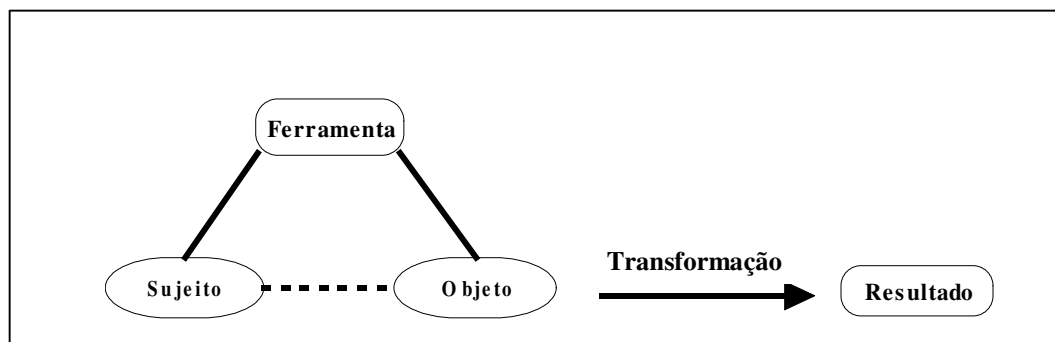 Ferramenta
Transformação
Sujeito
Objeto
Resultado